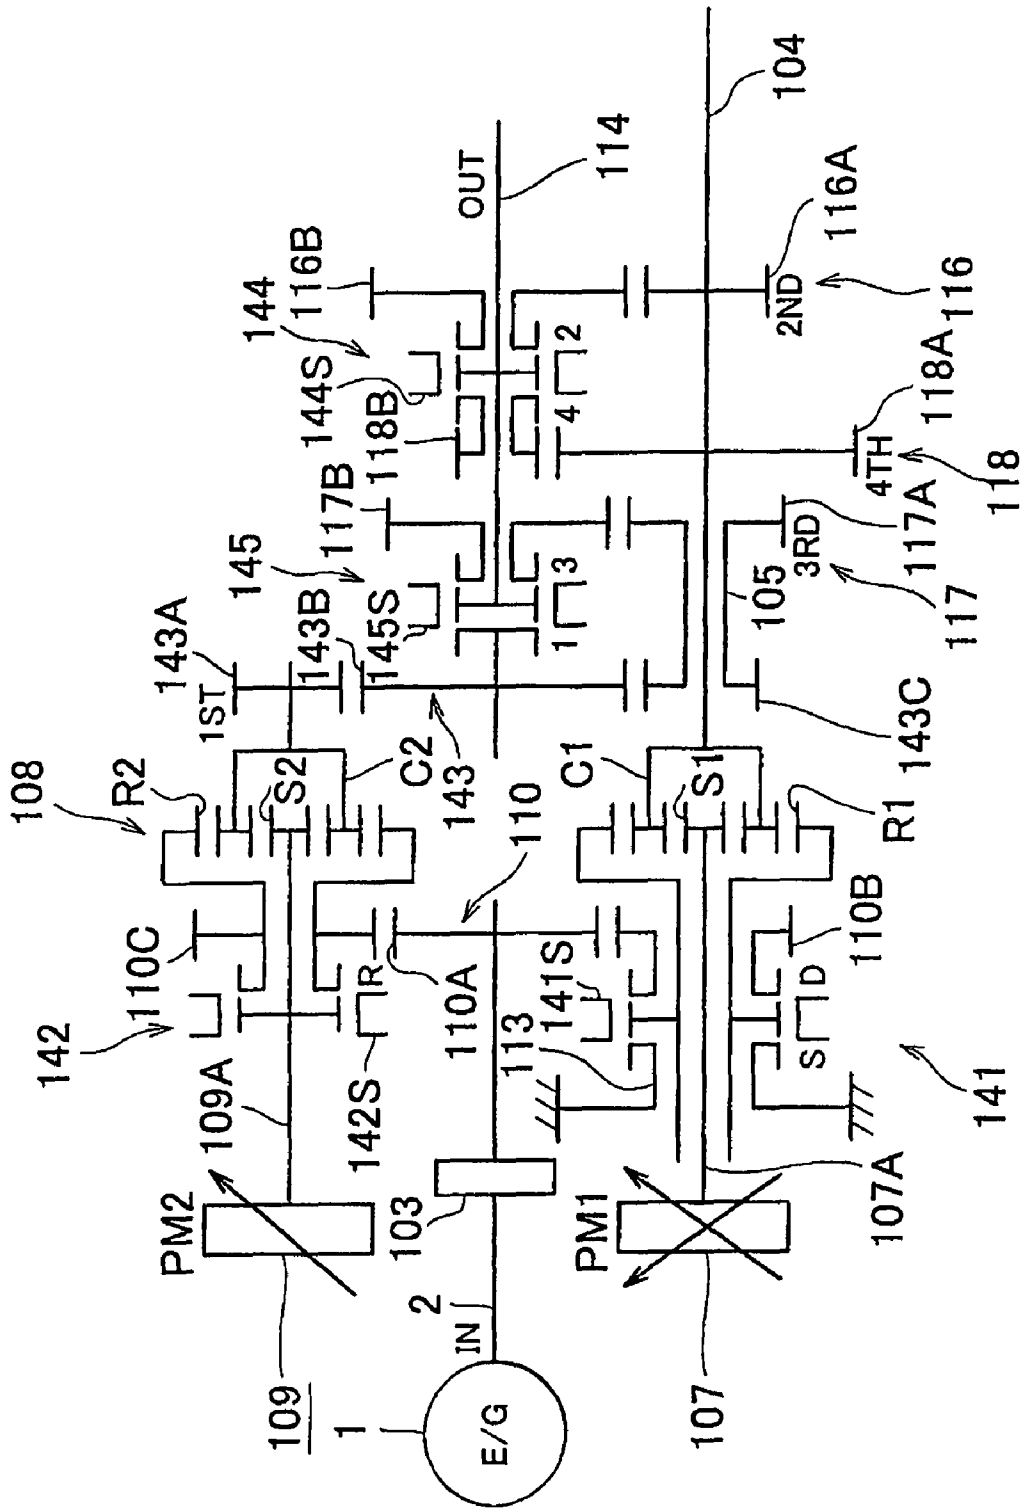 108
R2
S2
C2
143A
1ST
143B
143
145
145S
117B
144
144S
118B
116B
OUT
114
1
3
4
2
142
110C
R
110A
110
109A
142S
PM2
109
103
2
IN
1
E/G
113
141S
C1
S1
R1
110B
D
S
141
PM1
107
107A
143C
105
3RD
117A
117
4TH
118A
118
2ND
116A
116
104